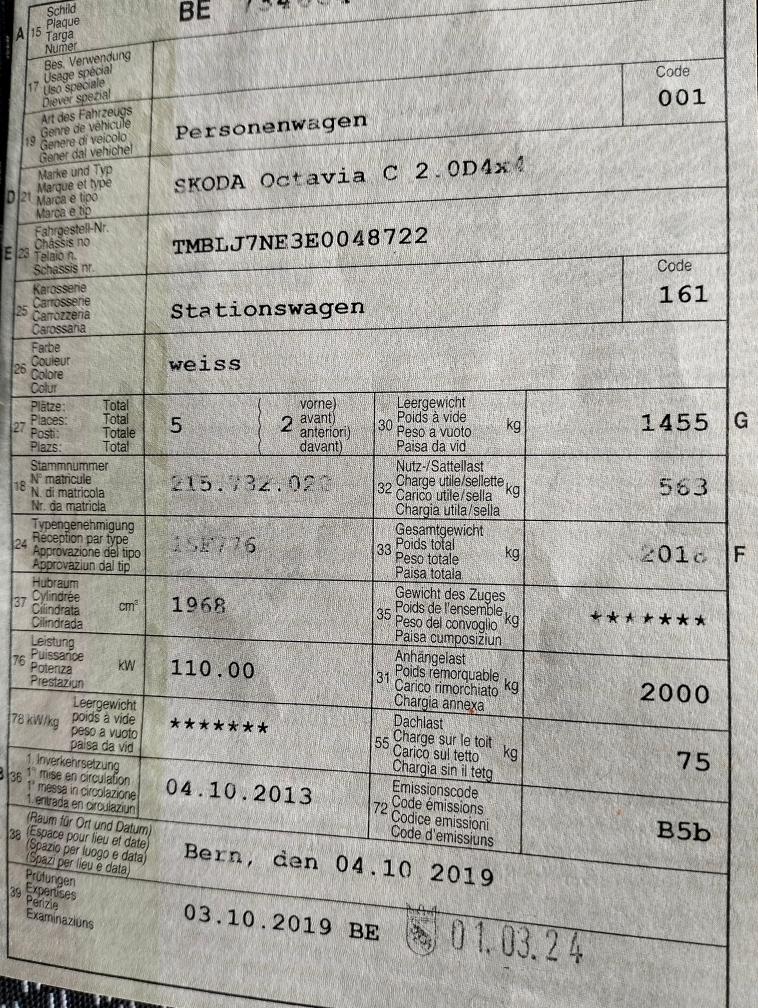 A 15 Schild
Plaque
Targa
Numer
BE
17 Bes. Verwendung
Usage spécial
Uso speciale
Diever spezial
19 Art des Fahrzeugs
Genre de véhicule
Genere di veicolo
Gener dal vehichel
Personenwagen
Code
001
D 21 Marke und Typ
Marque et type
Marca e tipo
Marca e tip
SKODA Octavia C 2.0D4x4
E 23 Fahrgestell-Nr.
Châssis no
Telaio n.
Schassis nr.
TMBLJ7NE3E0048722
25 Karosserie
Carrosserie
Carrozzeria
Carossaria
Stationswagen
Code
161
26 Farbe
Couleur
Colore
Colur
weiss
27 Plätze: Total
Places: Total
Posti: Totale
Plazs: Total
5
2
vorne)
avant)
anteriori)
davant)
30 Leergewicht
Poids à vide
Peso a vuoto
Paisa da vid
kg
1455 G
18 Stammnummer
N° matricule
N. di matricola
Nr. da matricla
32 Nutz-/Sattellast
Charge utile/sellette
Carico utile/sella
Chargia utila/sella
kg
563
24 Typengenehmigung
Réception par type
Approvazione del tipo
Approvaziun dal tip
33 Gesamtgewicht
Poids total
Peso totale
Paisa totala
kg
F
37 Hubraum
Cylindrée
Cilindrata
Cilindrada
cm³
1968
35 Gewicht des Zuges
Poids de l'ensemble
Peso del convoglio
Paisa cumposiziun
kg
*******
76 Leistung
Puissance
Potenza
Prestaziun
kW
110.00
31 Anhängelast
Poids remorquable
Carico rimorchiato
Chargia annexa
kg
2000
78 kW/kg Leergewicht
poids à vide
peso a vuoto
paisa da vid
*******
55 Dachlast
Charge sur le toit
Carico sul tetto
Chargia sin il tetg
kg
75
B 36 1. Inverkehrsetzung
1re mise en circulation
1a messa in circolazione
1. entrada en circulaziun
04.10.2013
72 Emissionscode
Code émissions
Codice emissioni
Code d'emissiuns
B5b
38 (Raum für Ort und Datum)
(Espace pour lieu et date)
(Spazio per luogo e data)
(Spazi per lieu e data)
Bern, den 04.10 2019
39 Prüfungen
Expertises
Perizie
Examinaziuns
03.10.2019 BE
01.03.24